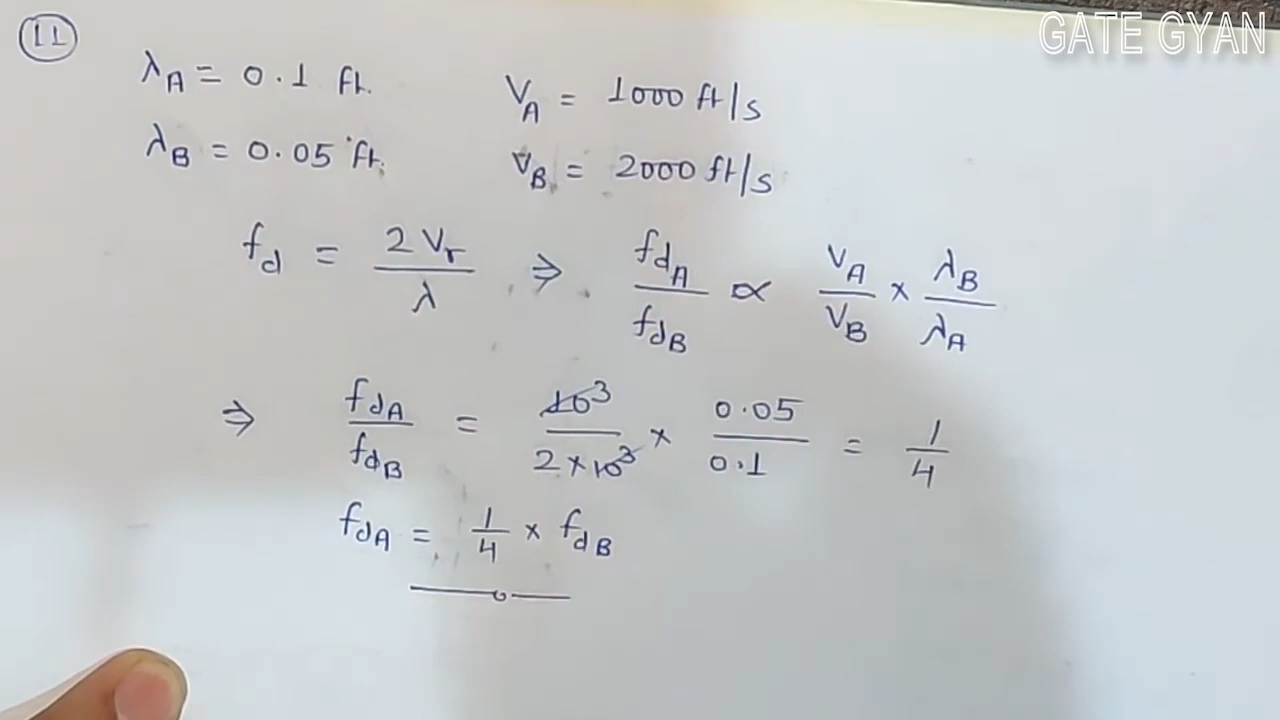 GATE GYAN
11
λA = 0.1 ft. VA = 1000 ft/s
λB = 0.05 ft. VB = 2000 ft/s
fd = 2Vr/λ ⇒ fdA/fdB ∝ VA/VB × λB/λA
⇒ fdA/fdB = 10³/2×10³ × 0.05/0.1 = 1/4
fdA = 1/4 × fdB